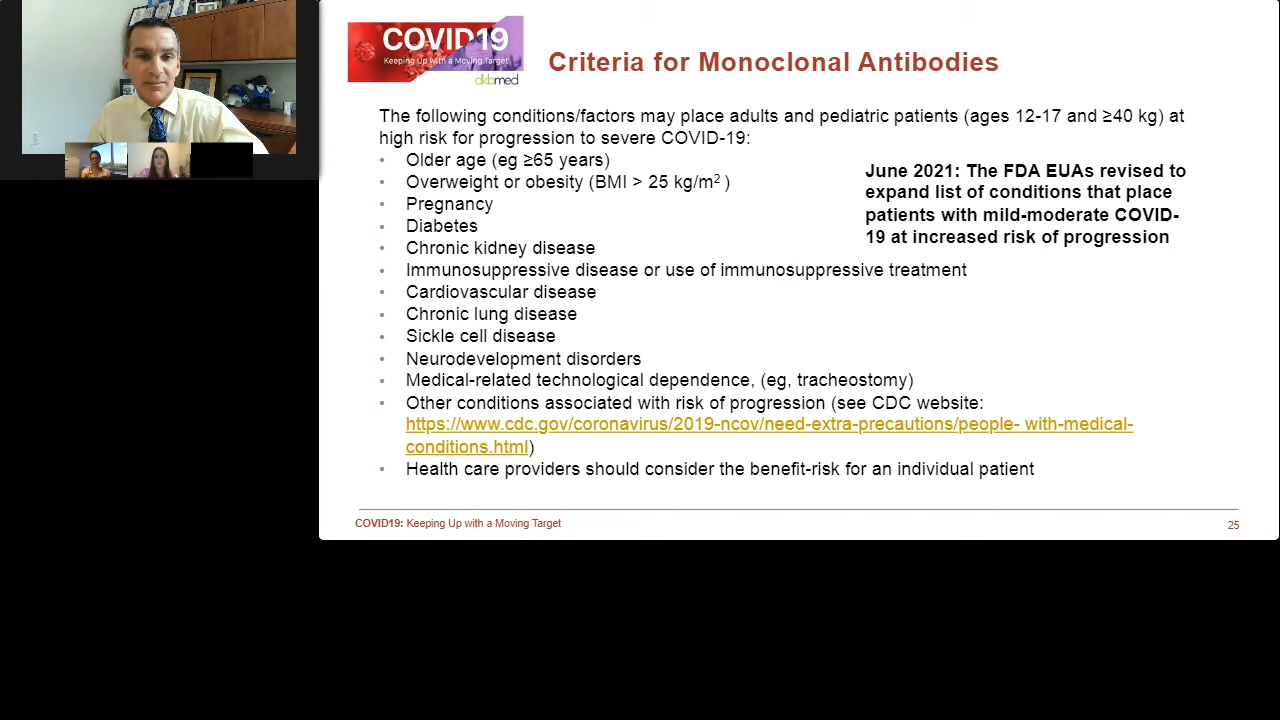 COVID19
Keeping Up with a Moving Target
dkbmed
Criteria for Monoclonal Antibodies
The following conditions/factors may place adults and pediatric patients (ages 12-17 and ≥40 kg) at
high risk for progression to severe COVID-19:
• Older age (eg ≥65 years)
• Overweight or obesity (BMI > 25 kg/m² )
• Pregnancy
• Diabetes
• Chronic kidney disease
• Immunosuppressive disease or use of immunosuppressive treatment
• Cardiovascular disease
• Chronic lung disease
• Sickle cell disease
• Neurodevelopment disorders
• Medical-related technological dependence, (eg, tracheostomy)
• Other conditions associated with risk of progression (see CDC website:
https://www.cdc.gov/coronavirus/2019-ncov/need-extra-precautions/people- with-medical-
conditions.html)
• Health care providers should consider the benefit-risk for an individual patient
June 2021: The FDA EUAs revised to
expand list of conditions that place
patients with mild-moderate COVID-
19 at increased risk of progression
COVID19: Keeping Up with a Moving Target
25